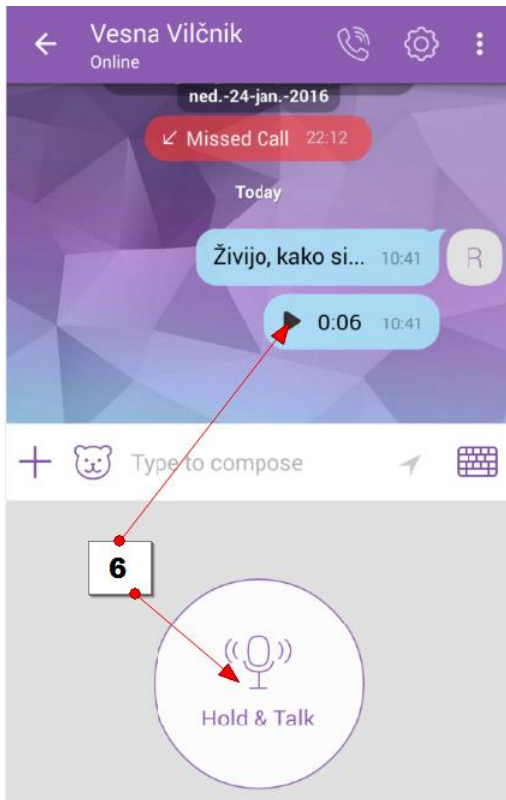 Vesna Vilčnik
Online
ned.-24-jan.-2016
Missed Call 22:12
Today
Živijo, kako si... 10:41
R
0:06 10:41
Type to compose
6
Hold & Talk